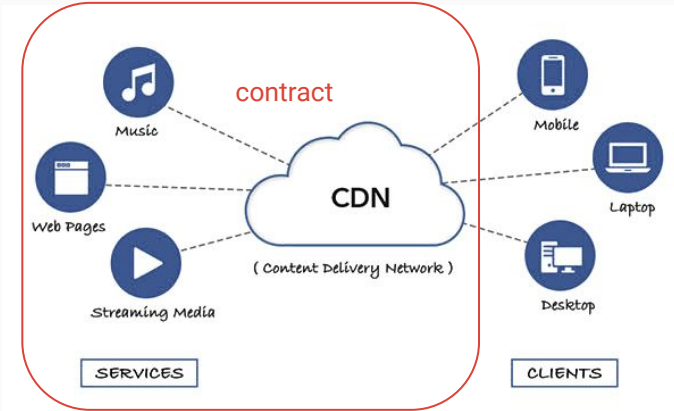 contract
Music
Mobile
CDN
Laptop
Web Pages
( Content Delivery Network )
Streaming Media
Desktop
SERVICES
CLIENTS